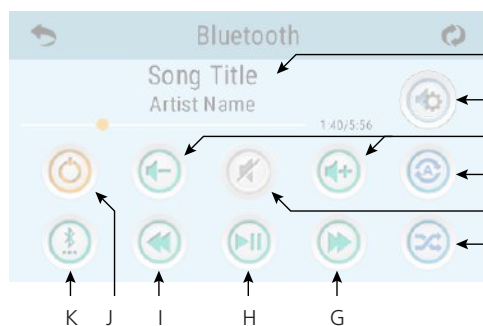 Bluetooth
Song Title
Artist Name
1:40/5:56
A
K J I H G